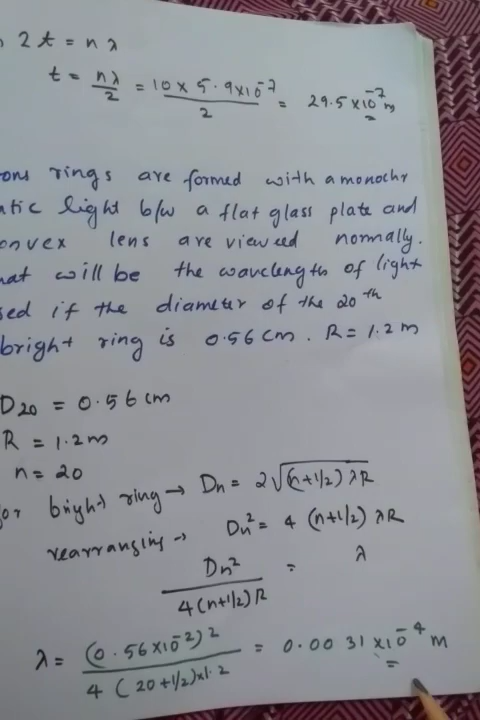 2t = nλ
t = nλ/2 = 10 × 5.9×10⁻⁷/2 = 29.5×10⁻⁷ m
ons rings are formed with a monochr
atic light b/w a flat glass plate and
onvex lens are viewed normally.
hat will be the wavelength of light
sed if the diameter of the 20th
bright ring is 0.56 cm. R = 1.2 m
D20 = 0.56 cm
R = 1.2 m
n = 20
or bright ring → Dn = 2√(n+1/2) λR
rearranging → Dn² = 4 (n+1/2) λR
Dn²/4(n+1/2)R = λ
λ = (0.56×10⁻²)²/4 (20+1/2)×1.2 = 0.0031 ×10⁻⁴ m